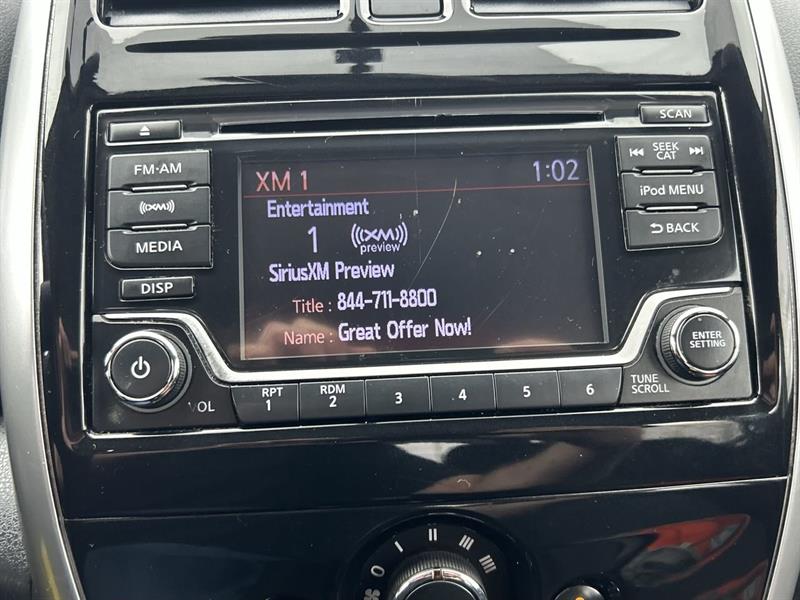 SCAN
FM·AM
((XM))
MEDIA
DISP
XM 1
1:02
Entertainment
1 ((XM))
preview
SiriusXM Preview
Title : 844-711-8800
Name : Great Offer Now!
SEEK
CAT
iPod MENU
BACK
VOL
RPT
1
RDM
2
3
4
5
6
TUNE
SCROLL
ENTER
SETTING
0